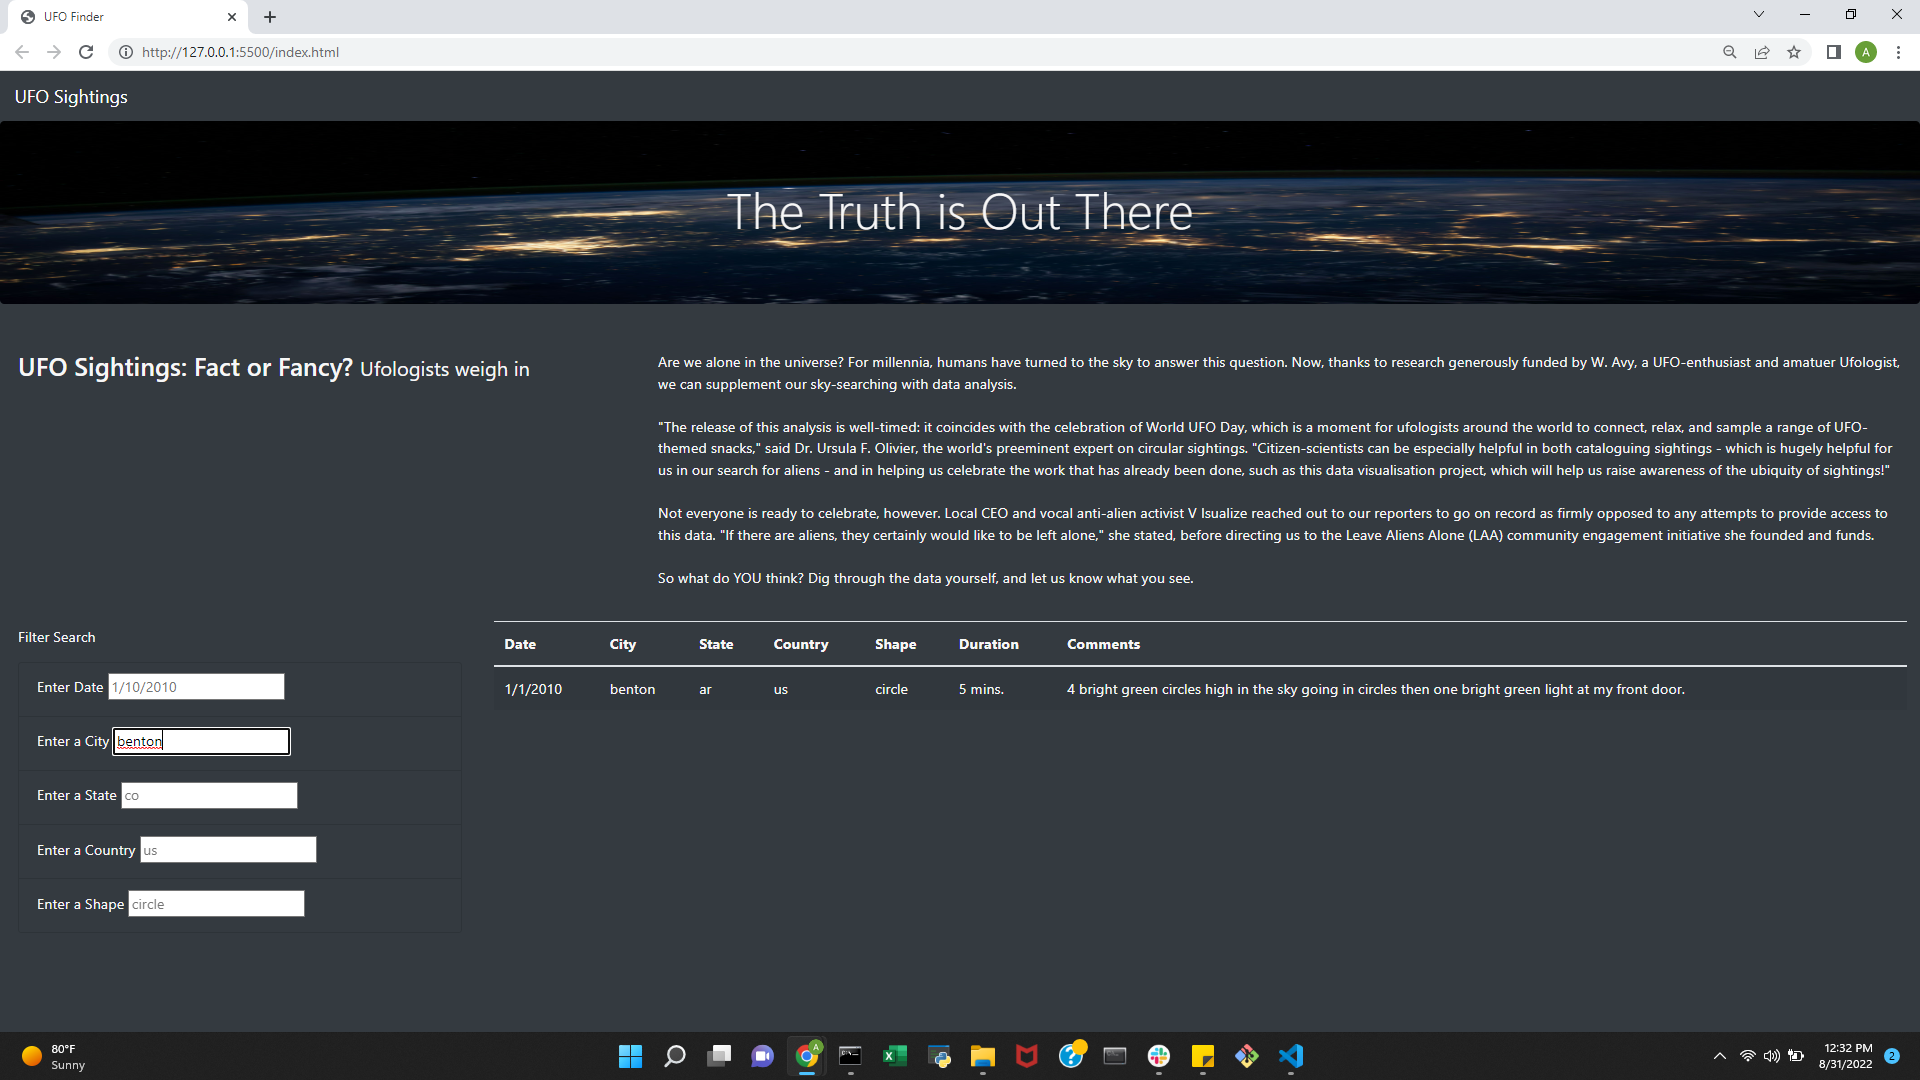 UFO Finder
http://127.0.0.1:5500/index.html
A
UFO Sightings
The Truth is Out There
UFO Sightings: Fact or Fancy? Ufologists weigh in
Are we alone in the universe? For millennia, humans have turned to the sky to answer this question. Now, thanks to research generously funded by W. Avy, a UFO-enthusiast and amatuer Ufologist,
we can supplement our sky-searching with data analysis.
"The release of this analysis is well-timed: it coincides with the celebration of World UFO Day, which is a moment for ufologists around the world to connect, relax, and sample a range of UFO-
themed snacks," said Dr. Ursula F. Olivier, the world's preeminent expert on circular sightings. "Citizen-scientists can be especially helpful in both cataloguing sightings - which is hugely helpful for
us in our search for aliens - and in helping us celebrate the work that has already been done, such as this data visualisation project, which will help us raise awareness of the ubiquity of sightings!"
Not everyone is ready to celebrate, however. Local CEO and vocal anti-alien activist V Isualize reached out to our reporters to go on record as firmly opposed to any attempts to provide access to
this data. "If there are aliens, they certainly would like to be left alone," she stated, before directing us to the Leave Aliens Alone (LAA) community engagement initiative she founded and funds.
So what do YOU think? Dig through the data yourself, and let us know what you see.
Filter Search
Enter Date 1/10/2010
Enter a City benton
Enter a State co
Enter a Country us
Enter a Shape circle
Date City State Country Shape Duration Comments
1/1/2010 benton ar us circle 5 mins. 4 bright green circles high in the sky going in circles then one bright green light at my front door.
80°F
Sunny
A
12:32 PM
8/31/2022
2